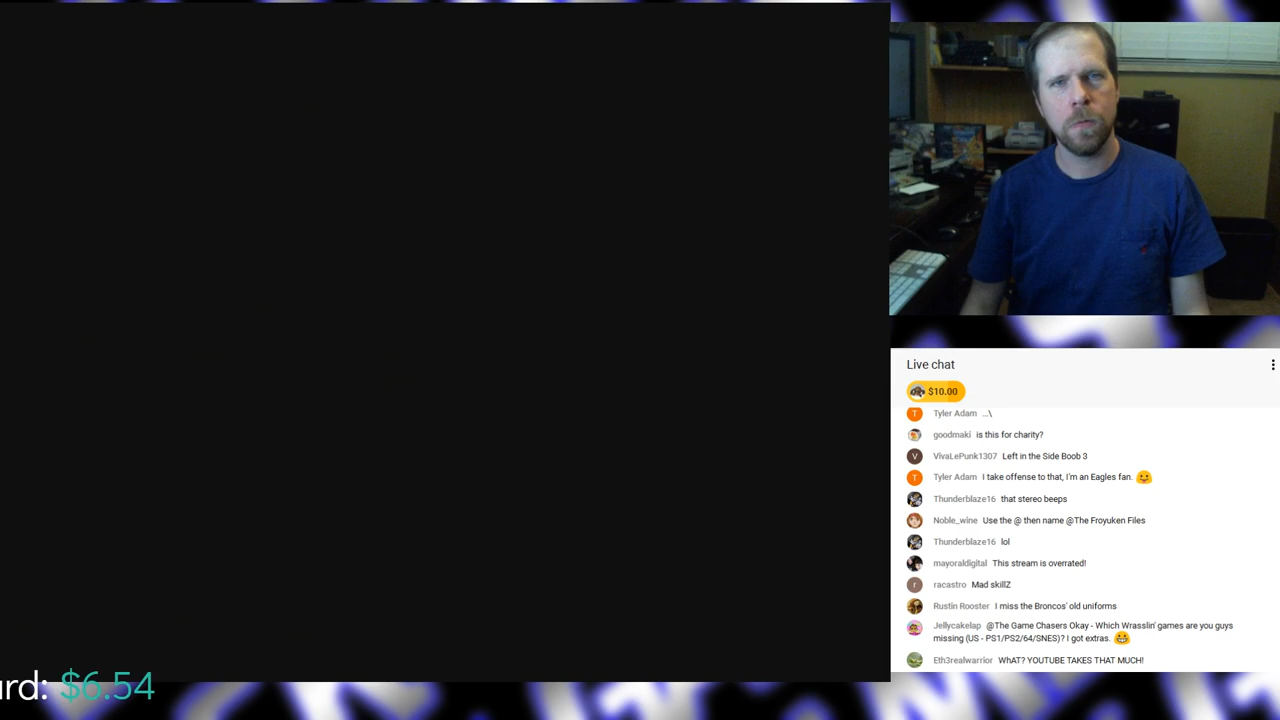 Live chat
$10.00
Tyler Adam ...\
goodmaki is this for charity?
VivaLePunk1307 Left in the Side Boob 3
Tyler Adam I take offense to that, I'm an Eagles fan.
Thunderblaze16 that stereo beeps
Noble_wine Use the @ then name @The Froyuken Files
Thunderblaze16 lol
mayoraldigital This stream is overrated!
racastro Mad skillZ
Rustin Rooster I miss the Broncos' old uniforms
Jellycakelap @The Game Chasers Okay - Which Wrasslin' games are you guys
missing (US - PS1/PS2/64/SNES)? I got extras.
Eth3realwarrior WhAT? YOUTUBE TAKES THAT MUCH!
ard: $6.54